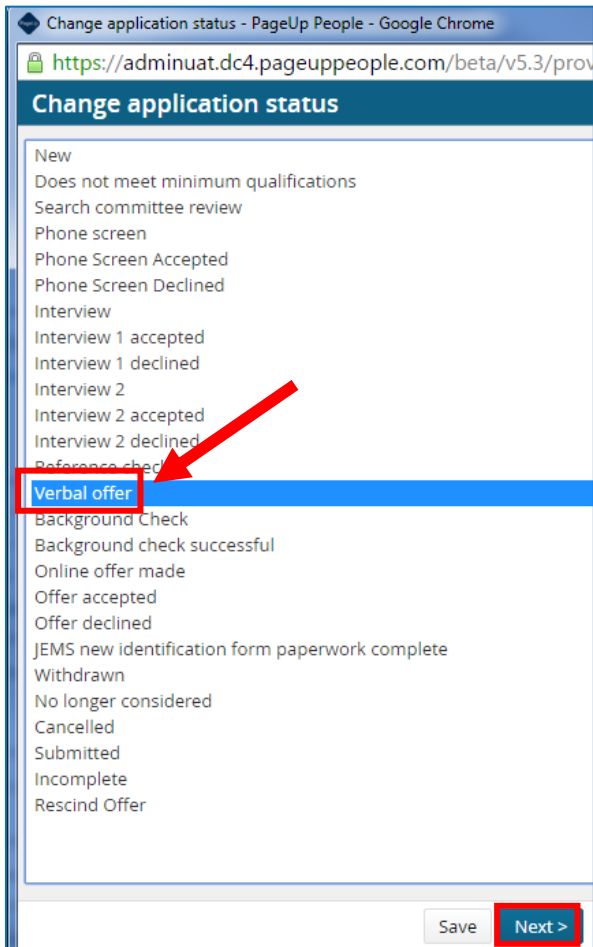 Change application status - PageUp People - Google Chrome
https://adminuat.dc4.pageuppeople.com/beta/v5.3/prov
Change application status
New
Does not meet minimum qualifications
Search committee review
Phone screen
Phone Screen Accepted
Phone Screen Declined
Interview
Interview 1 accepted
Interview 1 declined
Interview 2
Interview 2 accepted
Interview 2 declined
Reference check
Verbal offer
Background Check
Background check successful
Online offer made
Offer accepted
Offer declined
JEMS new identification form paperwork complete
Withdrawn
No longer considered
Cancelled
Submitted
Incomplete
Rescind Offer
Save Next >